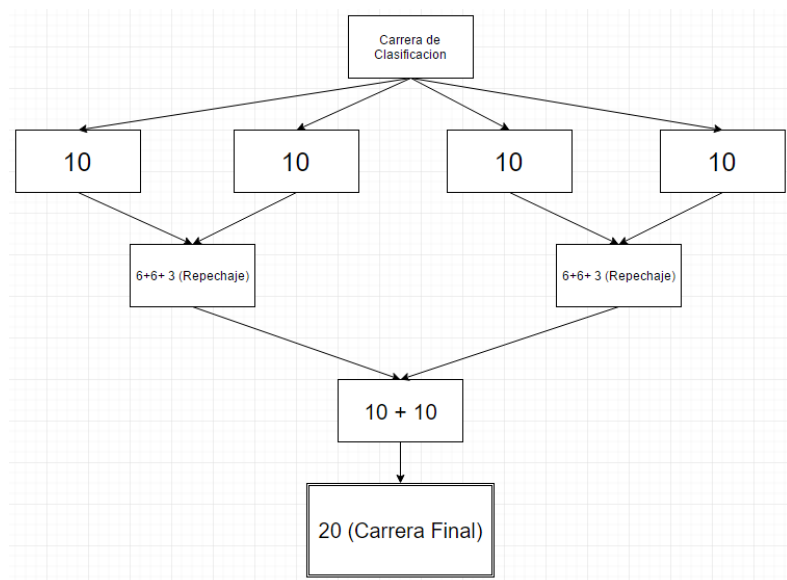 Carrera de
Clasificacion
10
10
10
10
6+6+ 3 (Repechaje)
6+6+ 3 (Repechaje)
10 + 10
20 (Carrera Final)